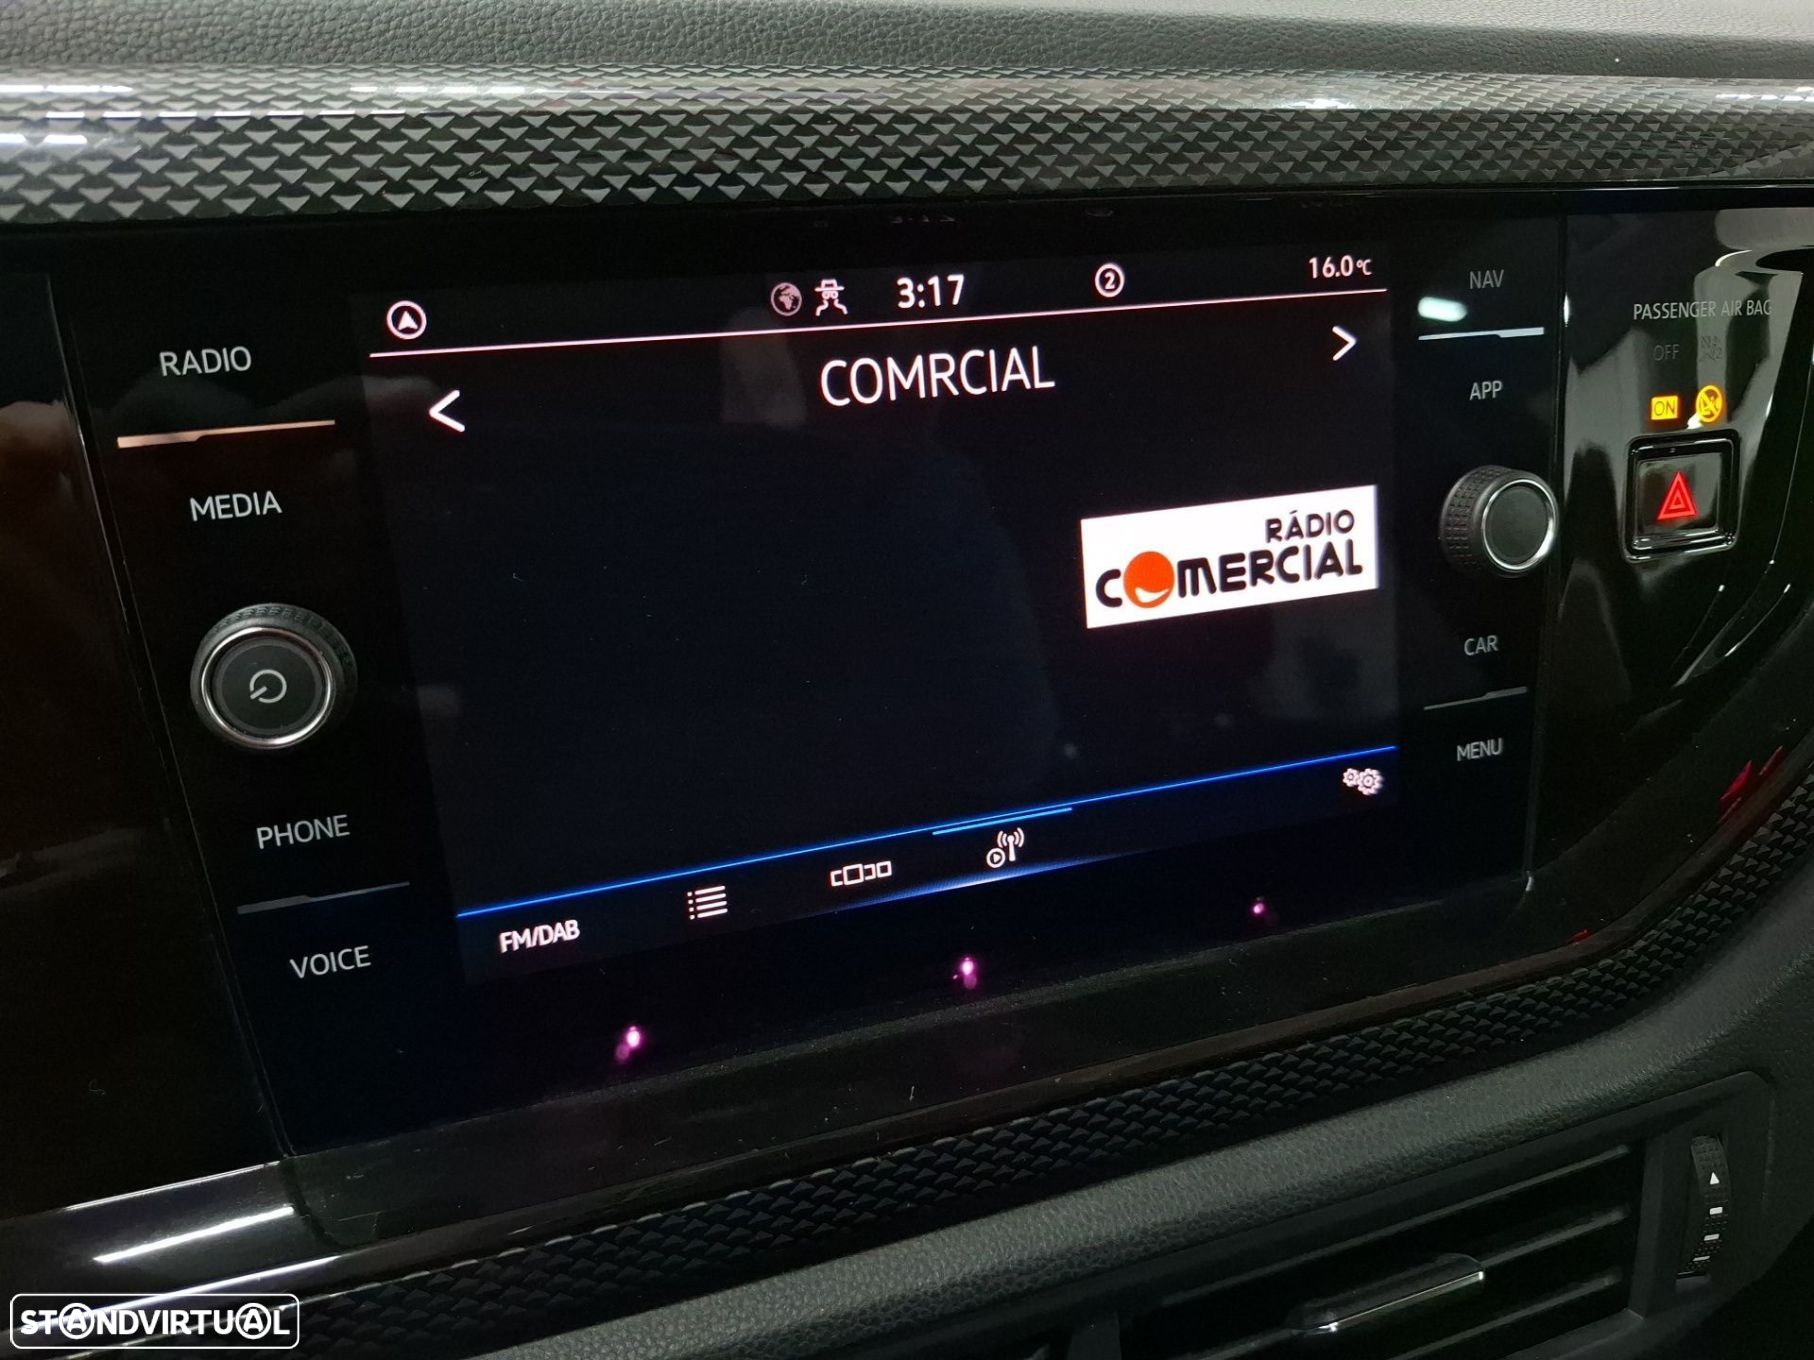 3:17
2
16.0°C
COMRCIAL
RÁDIO
COMERCIAL
FM/DAB
RADIO
MEDIA
PHONE
VOICE
NAV
APP
CAR
MENU
PASSENGER AIR BAG
OFF
ON
STANDVIRTUAL